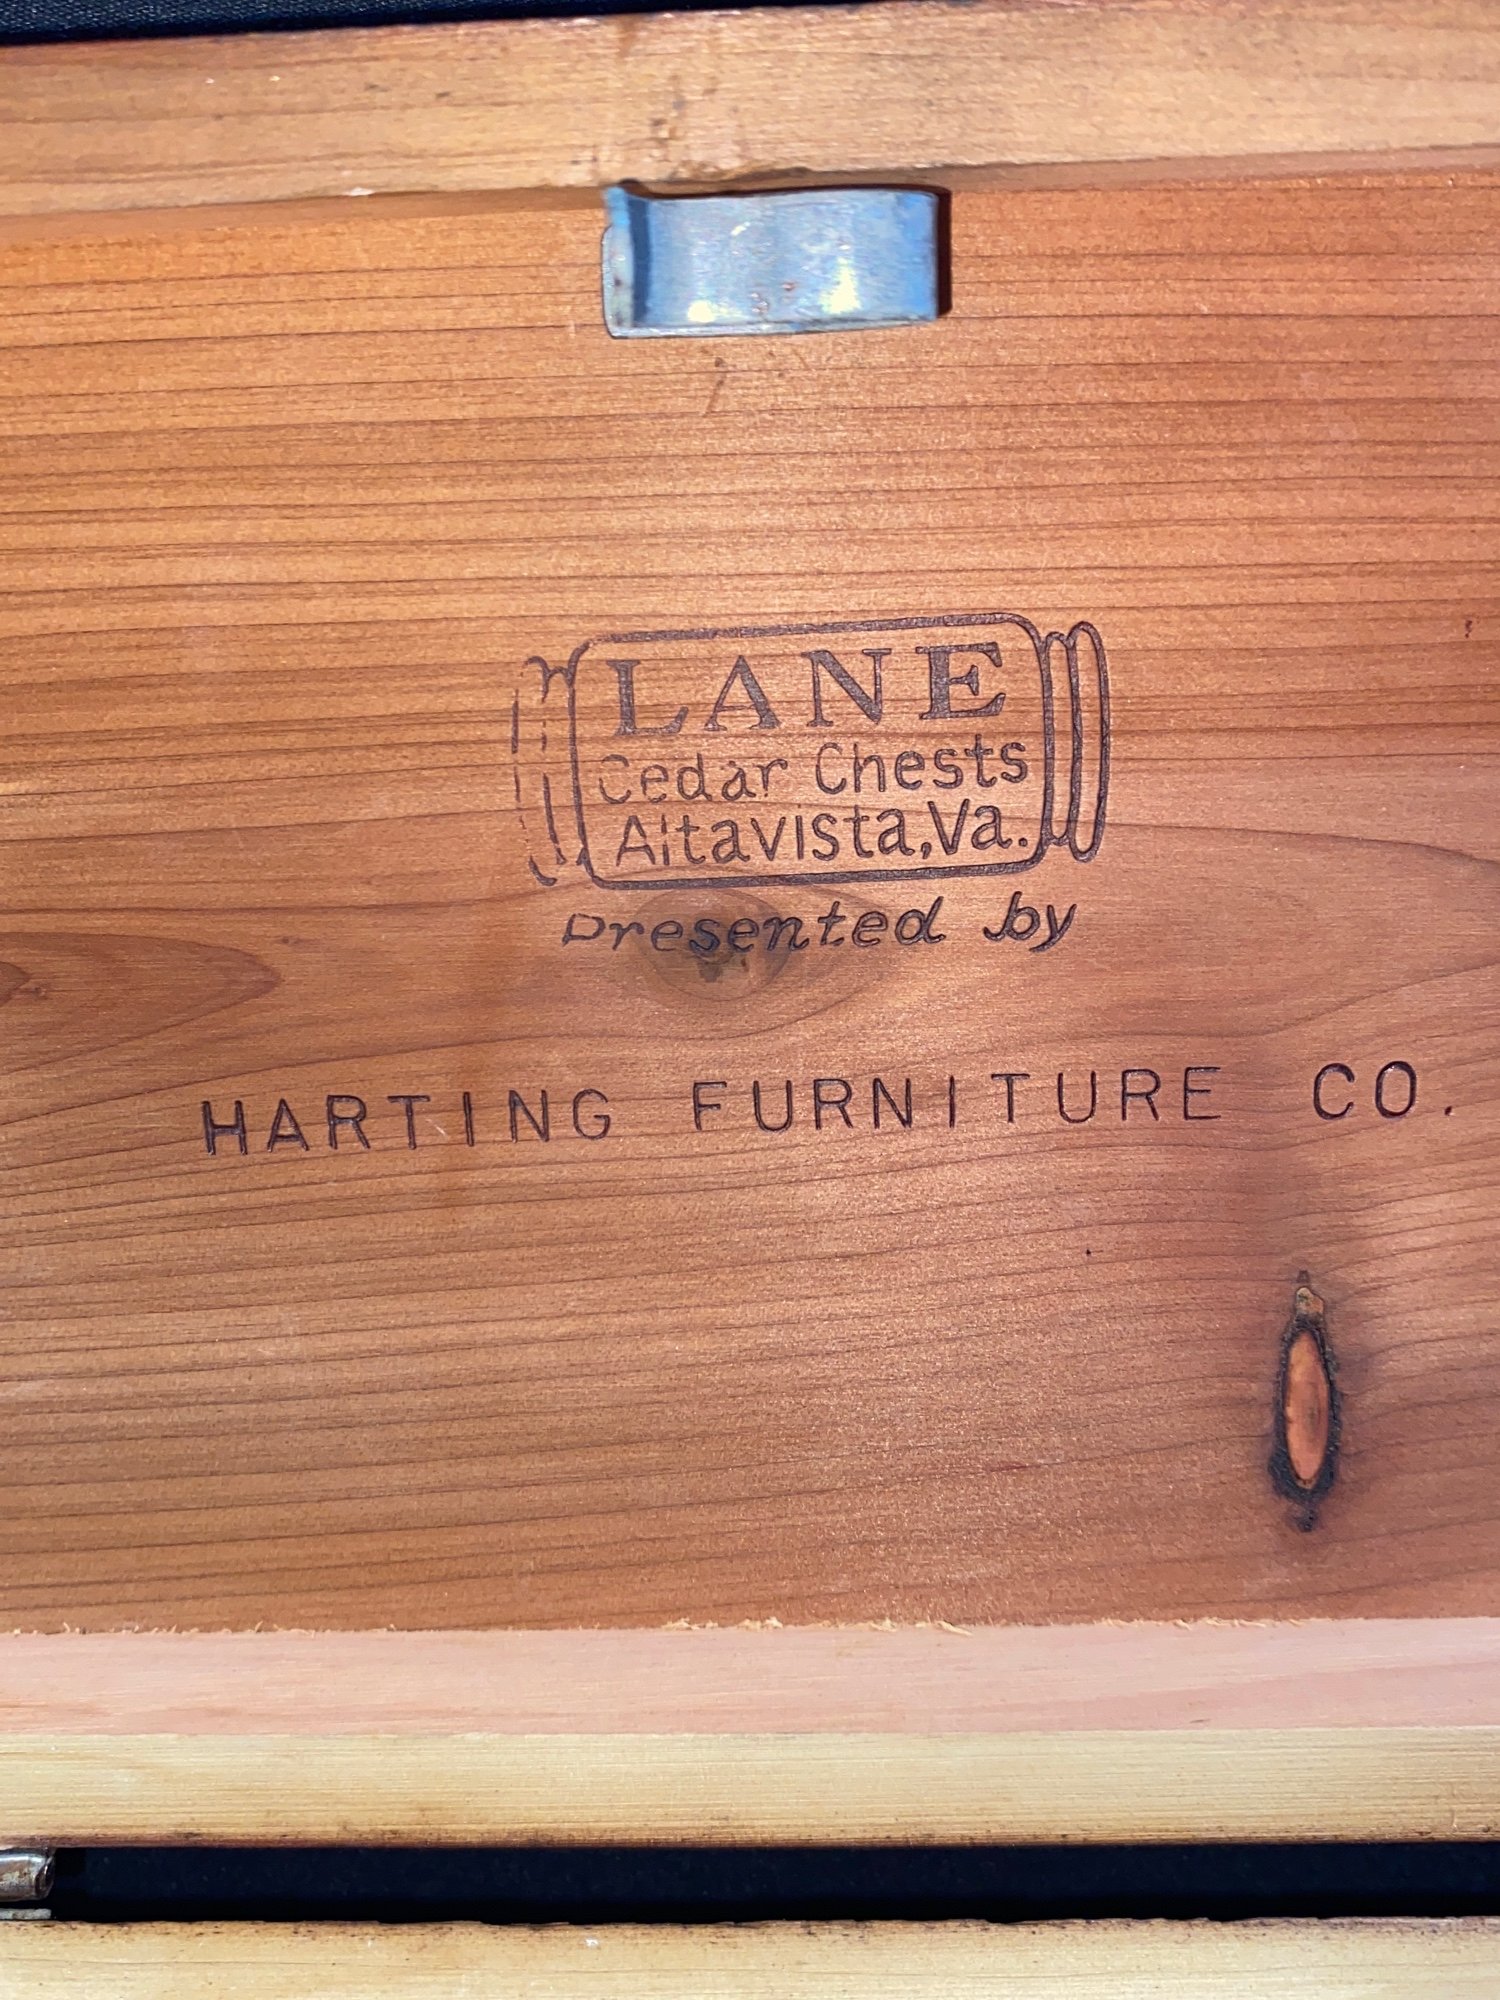 LANE
Cedar Chests
Altavista, Va.
Presented by
HARTING FURNITURE CO.